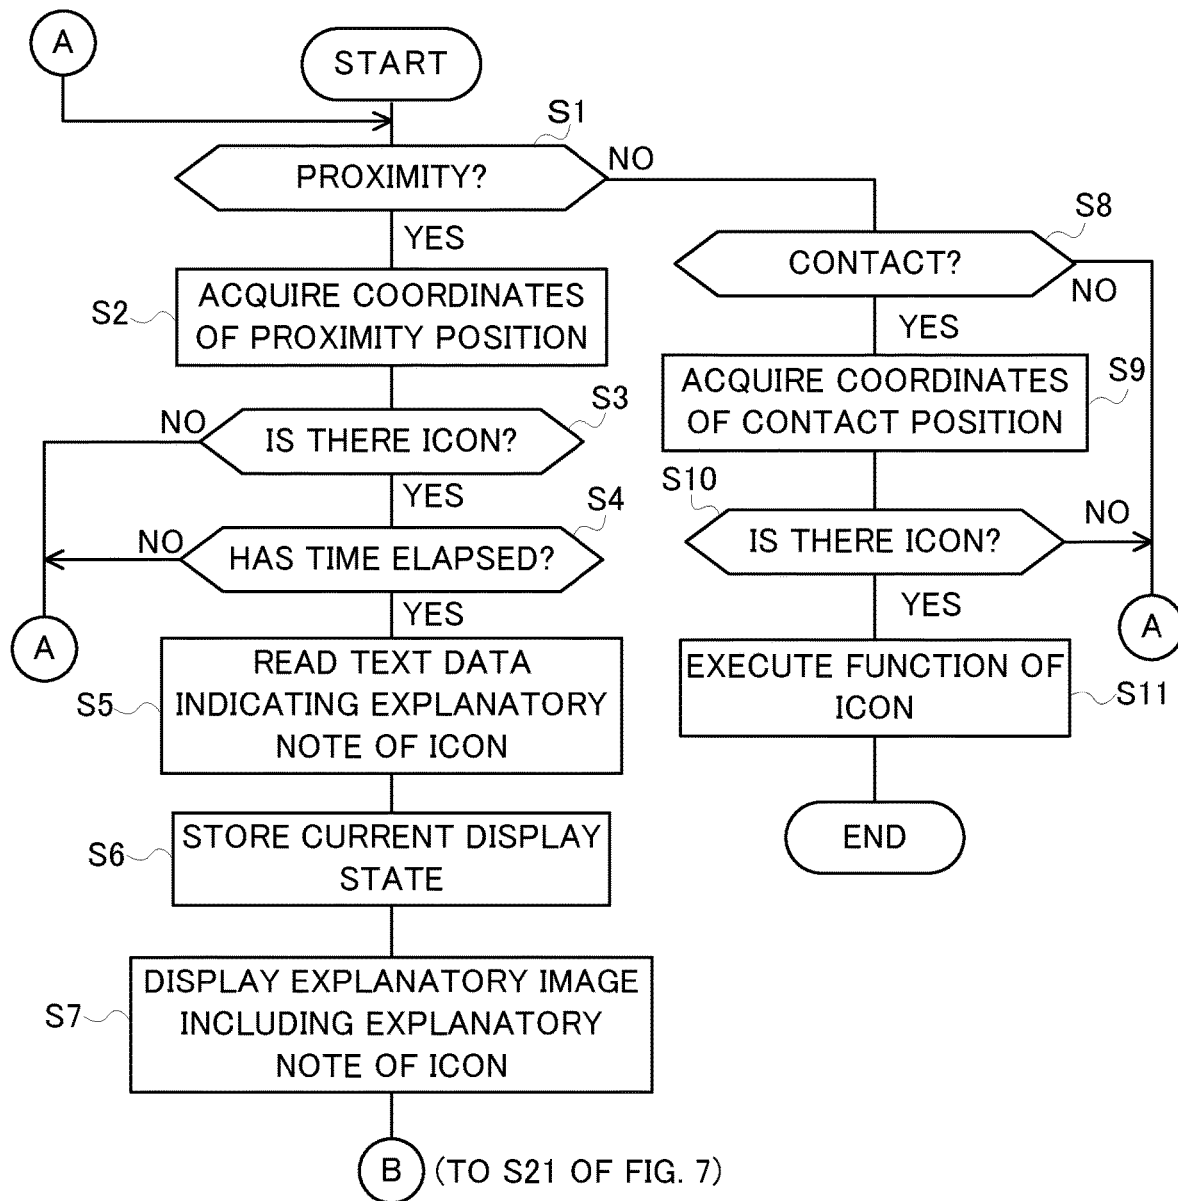 A
START
S1
PROXIMITY?
NO
YES
S8
CONTACT?
NO
YES
S2
ACQUIRE COORDINATES
OF PROXIMITY POSITION
S9
ACQUIRE COORDINATES
OF CONTACT POSITION
S3
NO
IS THERE ICON?
YES
S10
IS THERE ICON?
NO
YES
S4
NO
HAS TIME ELAPSED?
YES
A
A
S5
READ TEXT DATA
INDICATING EXPLANATORY
NOTE OF ICON
EXECUTE FUNCTION OF
ICON
S11
S6
STORE CURRENT DISPLAY
STATE
END
S7
DISPLAY EXPLANATORY IMAGE
INCLUDING EXPLANATORY
NOTE OF ICON
B (TO S21 OF FIG. 7)